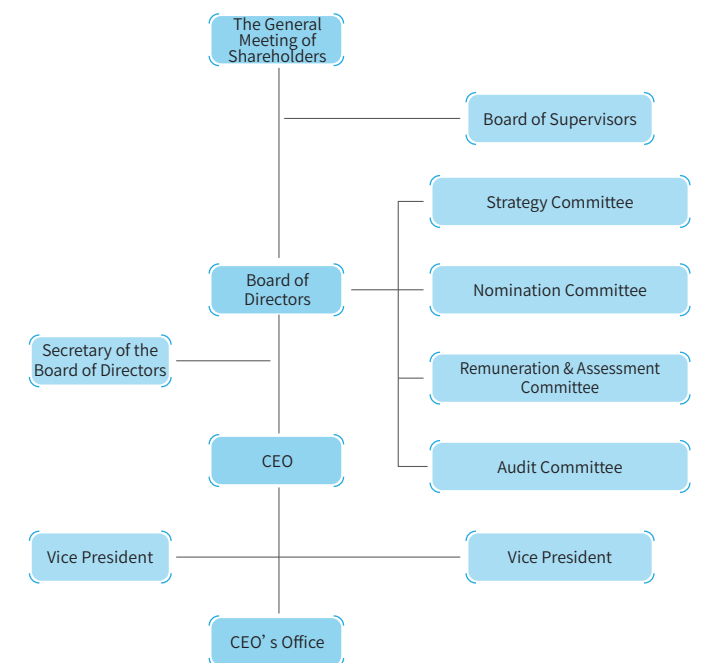 The General
Meeting of
Shareholders
Board of Supervisors
Strategy Committee
Board of
Directors
Nomination Committee
Secretary of the
Board of Directors
Remuneration & Assessment
Committee
CEO
Audit Committee
Vice President
Vice President
CEO’s Office